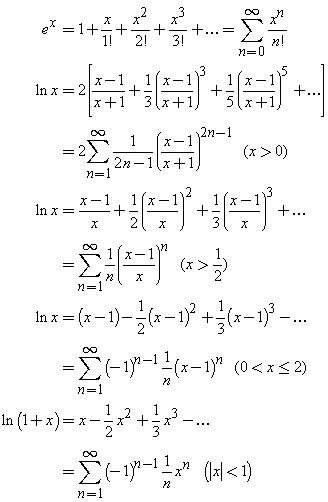 e^x = 1 + x/1! + x^2/2! + x^3/3! + ... = ∑_{n=0}^{∞} x^n/n!
ln x = 2[(x−1)/(x+1) + 1/3((x−1)/(x+1))^3 + 1/5((x−1)/(x+1))^5 + ...]
= 2∑_{n=1}^{∞} 1/(2n−1) ((x−1)/(x+1))^{2n−1} (x > 0)
ln x = (x−1)/x + 1/2((x−1)/x)^2 + 1/3((x−1)/x)^3 + ...
= ∑_{n=1}^{∞} 1/n ((x−1)/x)^n (x > 1/2)
ln x = (x−1) − 1/2(x−1)^2 + 1/3(x−1)^3 − ...
= ∑_{n=1}^{∞} (−1)^{n−1} 1/n (x−1)^n (0 < x ≤ 2)
ln (1+x) = x − 1/2 x^2 + 1/3 x^3 − ...
= ∑_{n=1}^{∞} (−1)^{n−1} 1/n x^n (|x| < 1)